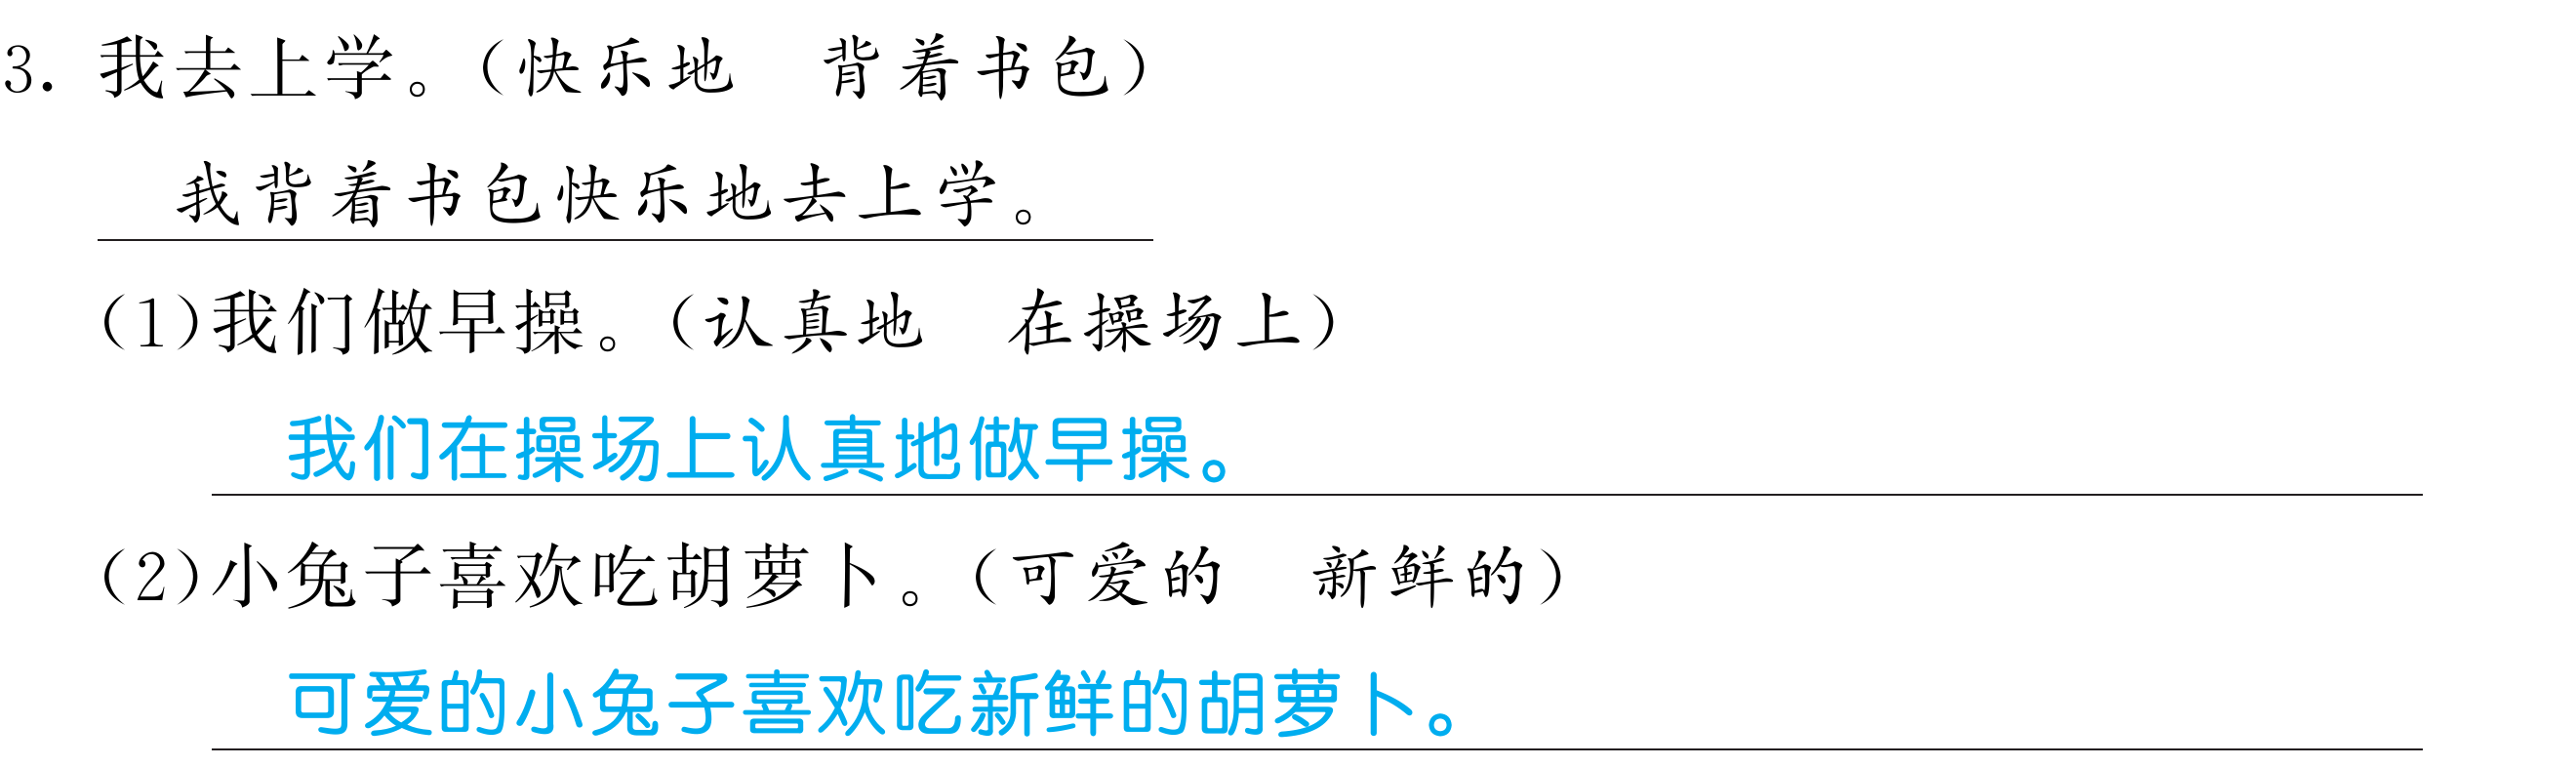 3. 我去上学。(快乐地　背着书包)
我背着书包快乐地去上学。
(1)我们做早操。(认真地　在操场上)
我们在操场上认真地做早操。
(2)小兔子喜欢吃胡萝卜。(可爱的　新鲜的)
可爱的小兔子喜欢吃新鲜的胡萝卜。